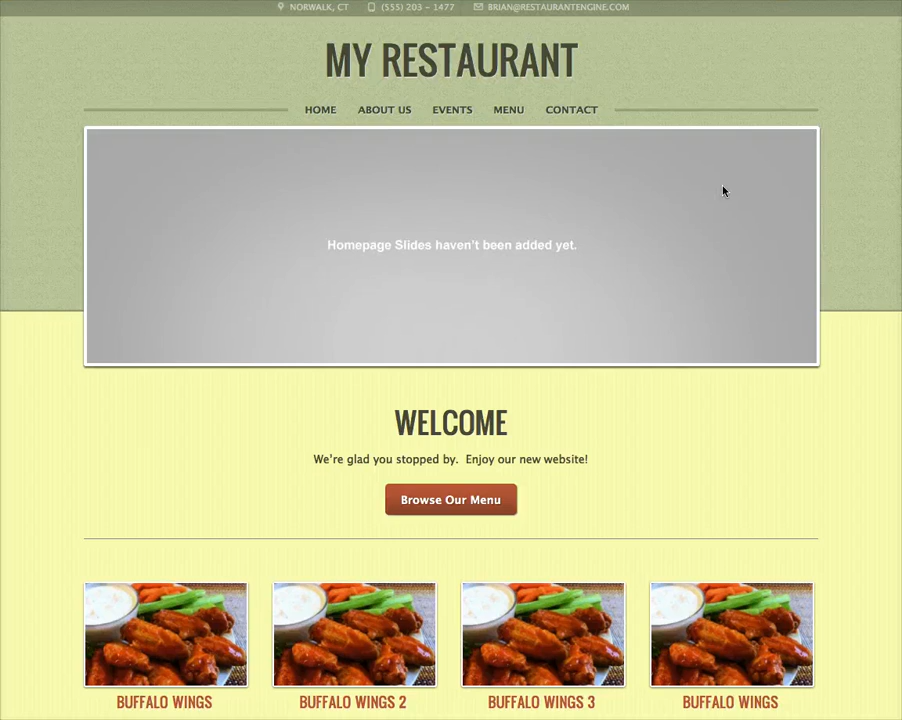 NORWALK, CT (555) 203 – 1477 BRIAN@RESTAURANTENGINE.COM
MY RESTAURANT
HOME ABOUT US EVENTS MENU CONTACT
Homepage Slides haven't been added yet.
WELCOME
We're glad you stopped by. Enjoy our new website!
Browse Our Menu
BUFFALO WINGS BUFFALO WINGS 2 BUFFALO WINGS 3 BUFFALO WINGS